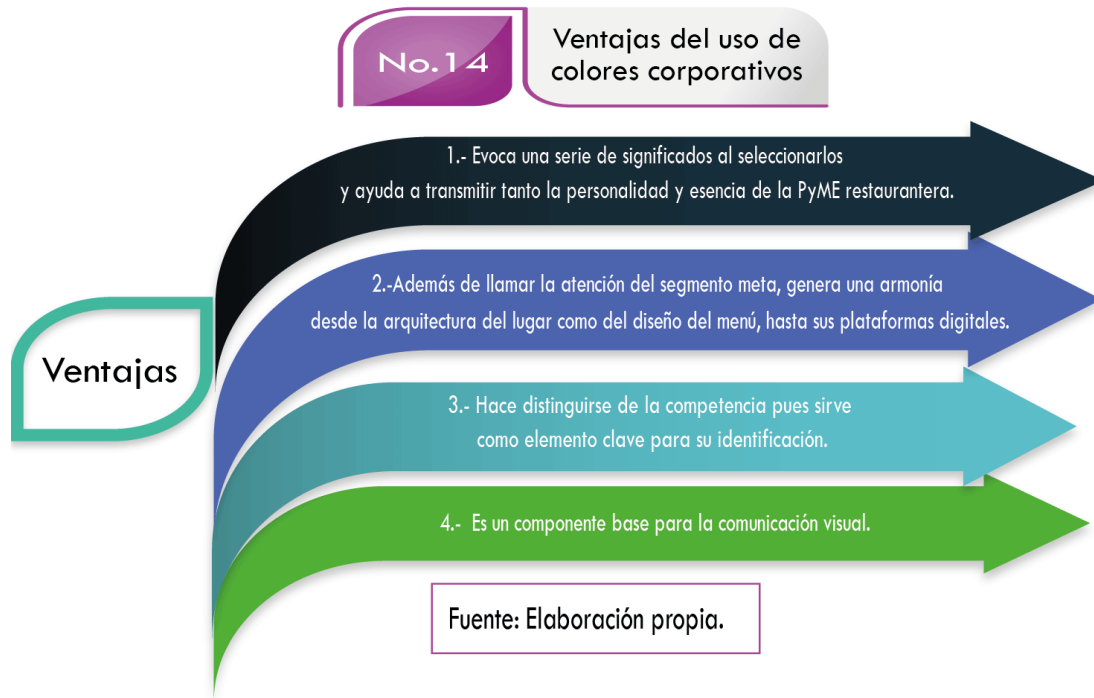 No.14
Ventajas del uso de
colores corporativos
1.- Evoca una serie de significados al seleccionarlos
y ayuda a transmitir tanto la personalidad y esencia de la PyME restaurantera.
2.-Además de llamar la atención del segmento meta, genera una armonía
desde la arquitectura del lugar como del diseño del menú, hasta sus plataformas digitales.
Ventajas
3.- Hace distinguirse de la competencia pues sirve
como elemento clave para su identificación.
4.- Es un componente base para la comunicación visual.
Fuente: Elaboración propia.